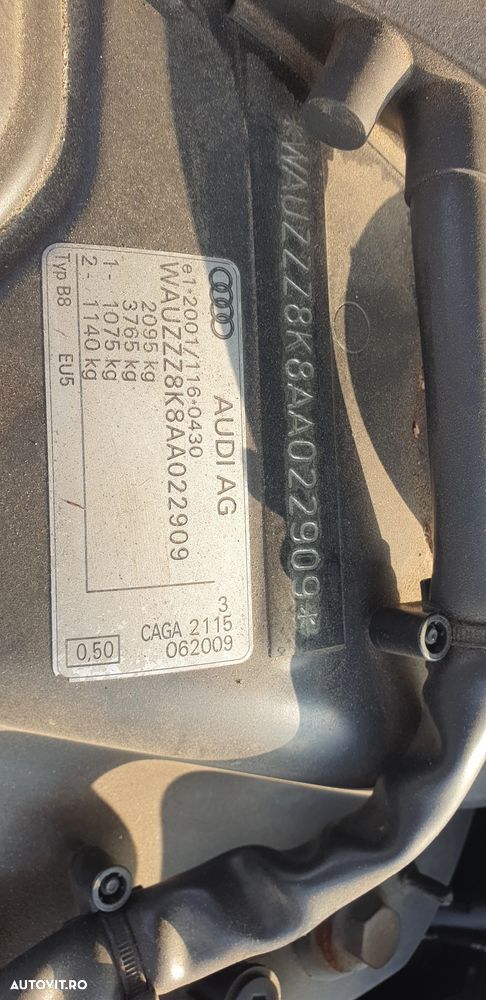 AUDI AG
e1*2001/116*0430
WAUZZZ8K8AA022909
2095 kg
3765 kg
1- 1075 kg
2- 1140 kg
Typ B8 / EU5
3
CAGA 2115
062009
0,50
*WAUZZZ8K8AA022909*
AUTOVIT.RO